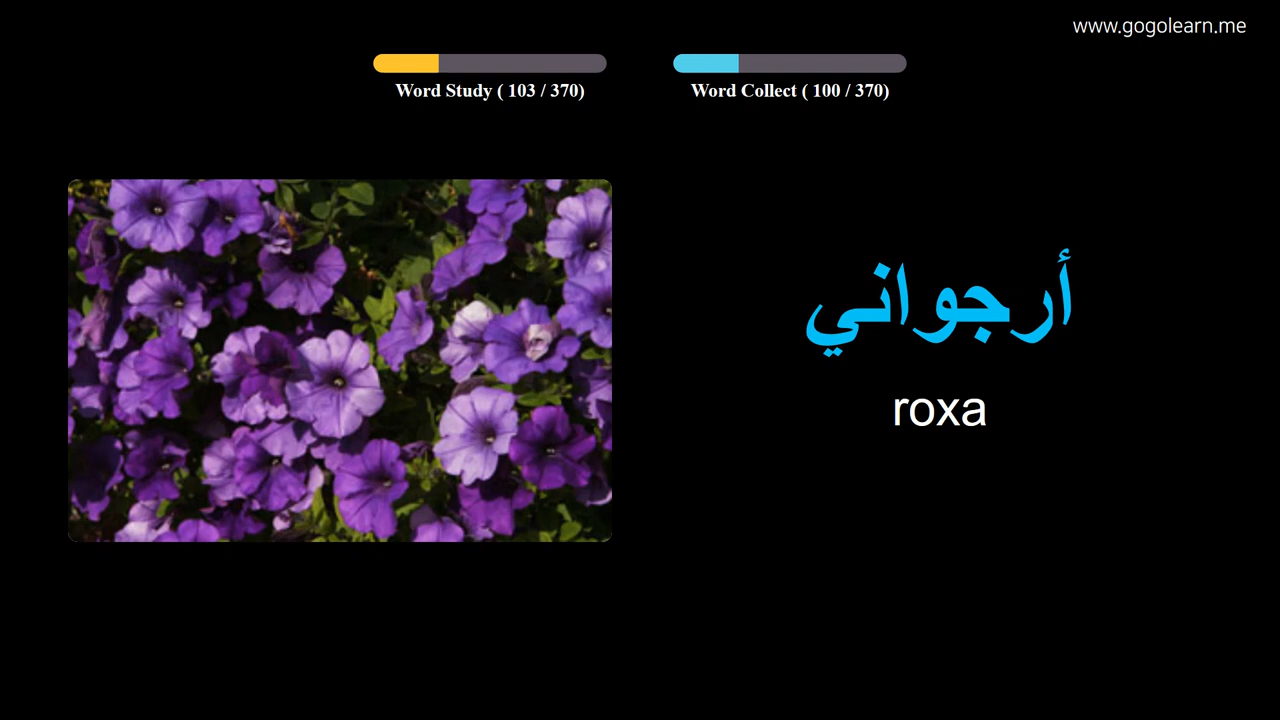 www.gogolearn.me
Word Study ( 103 / 370)
Word Collect ( 100 / 370)
أرجواني
roxa